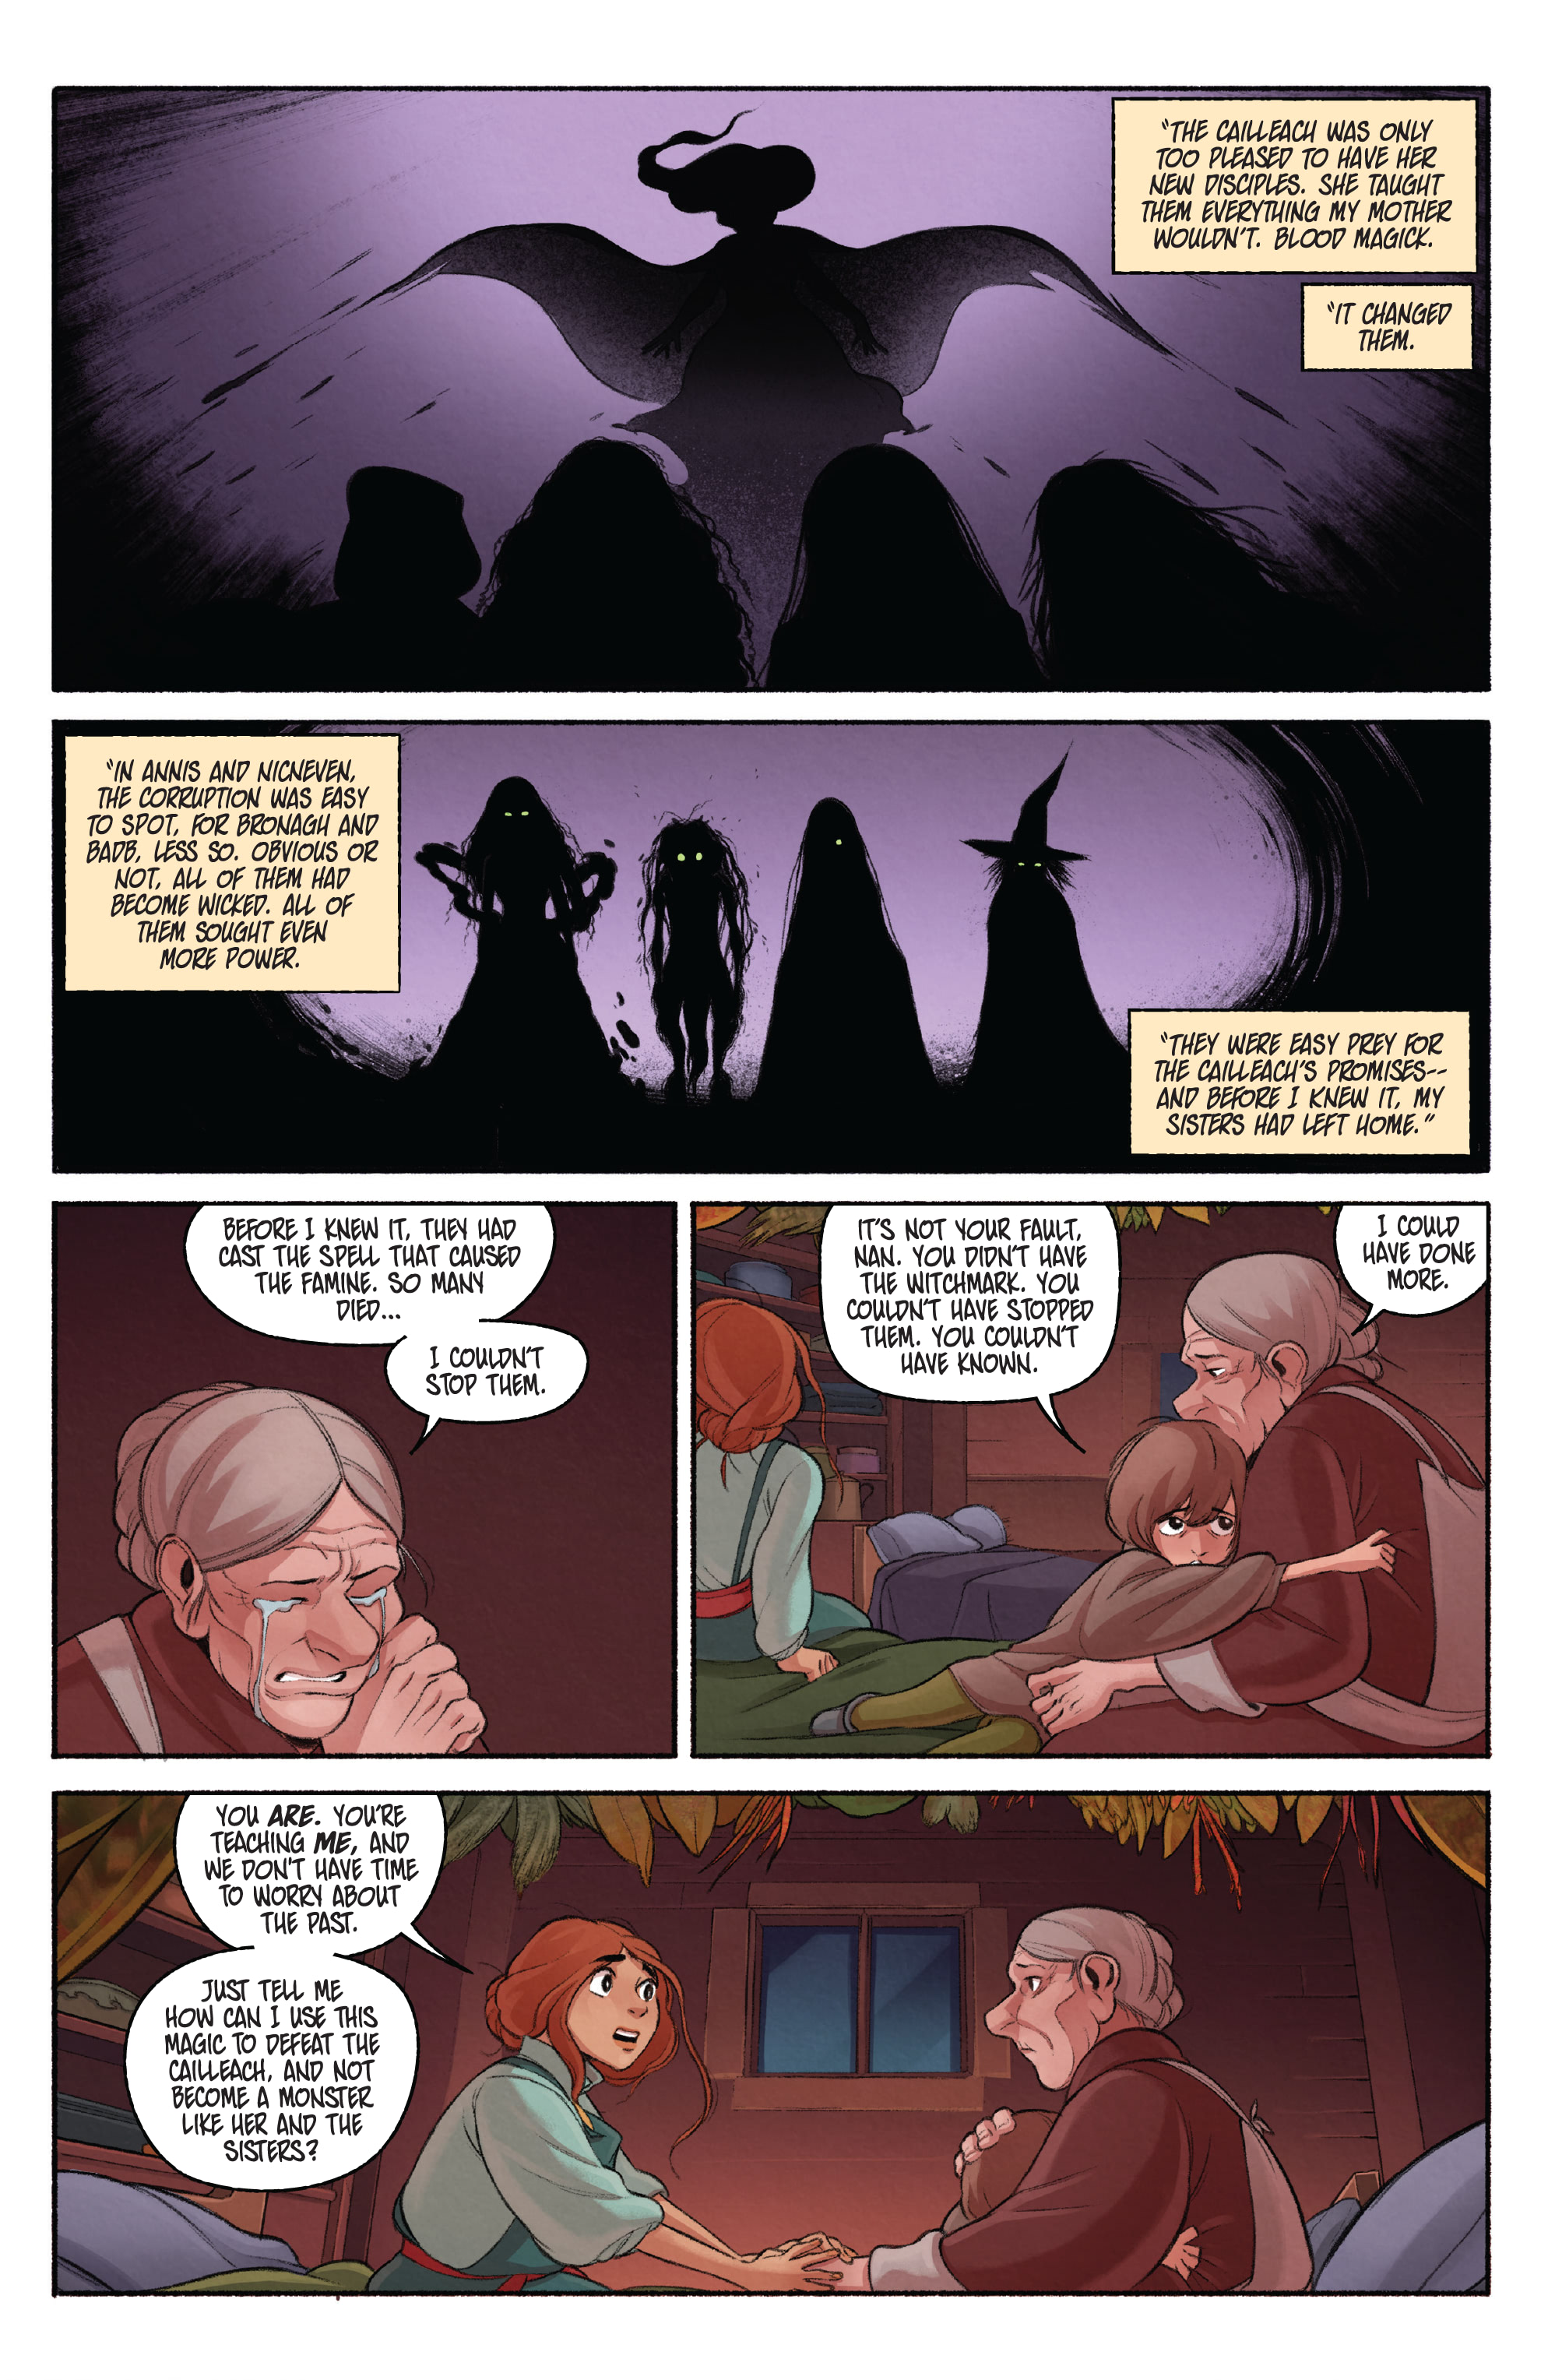 "THE CAILLEACH WAS ONLY
TOO PLEASED TO HAVE HER
NEW DISCIPLES. SHE TAUGHT
THEM EVERYTHING MY MOTHER
WOULDN'T. BLOOD MAGICK.
"IT CHANGED
THEM.
"IN ANNIS AND NICNEVEN,
THE CORRUPTION WAS EASY
TO SPOT, FOR BRONAGH AND
BADB, LESS SO. OBVIOUS OR
NOT, ALL OF THEM HAD
BECOME WICKED. ALL OF
THEM SOUGHT EVEN
MORE POWER.
"THEY WERE EASY PREY FOR
THE CAILLEACH'S PROMISES--
AND BEFORE I KNEW IT, MY
SISTERS HAD LEFT HOME."
BEFORE I KNEW IT, THEY HAD
CAST THE SPELL THAT CAUSED
THE FAMINE. SO MANY
DIED...
I COULDN'T
STOP THEM.
IT'S NOT YOUR FAULT,
NAN. YOU DIDN'T HAVE
THE WITCHMARK. YOU
COULDN'T HAVE STOPPED
THEM. YOU COULDN'T
HAVE KNOWN.
I COULD
HAVE DONE
MORE.
YOU ARE. YOU'RE
TEACHING ME, AND
WE DON'T HAVE TIME
TO WORRY ABOUT
THE PAST.
JUST TELL ME
HOW CAN I USE THIS
MAGIC TO DEFEAT THE
CAILLEACH, AND NOT
BECOME A MONSTER
LIKE HER AND THE
SISTERS?